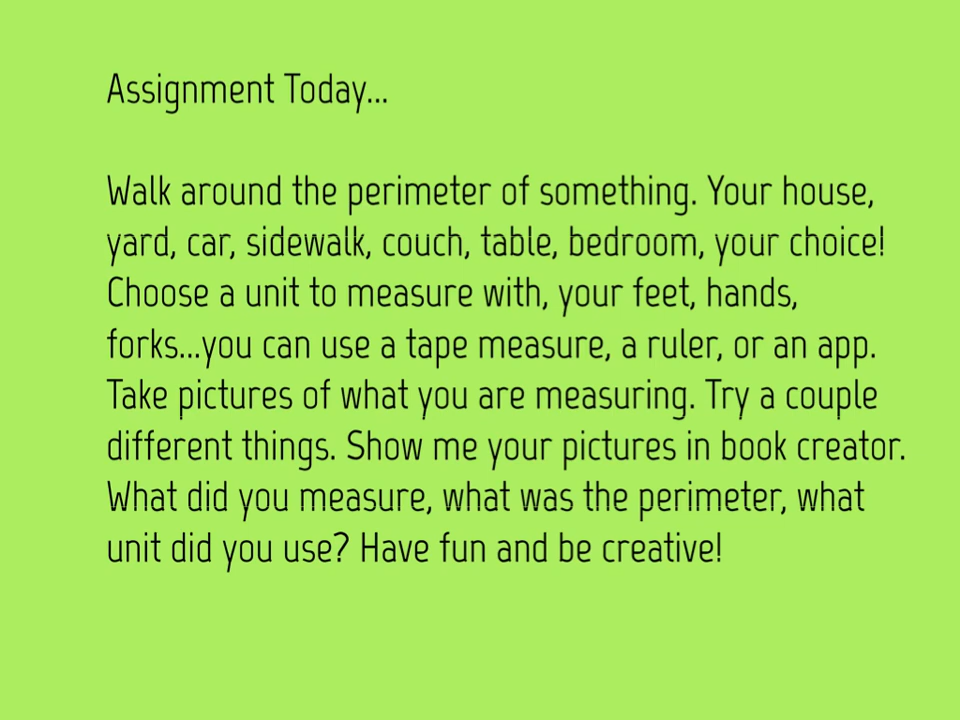 Assignment Today...
Walk around the perimeter of something. Your house,
yard, car, sidewalk, couch, table, bedroom, your choice!
Choose a unit to measure with, your feet, hands,
forks...you can use a tape measure, a ruler, or an app.
Take pictures of what you are measuring. Try a couple
different things. Show me your pictures in book creator.
What did you measure, what was the perimeter, what
unit did you use? Have fun and be creative!